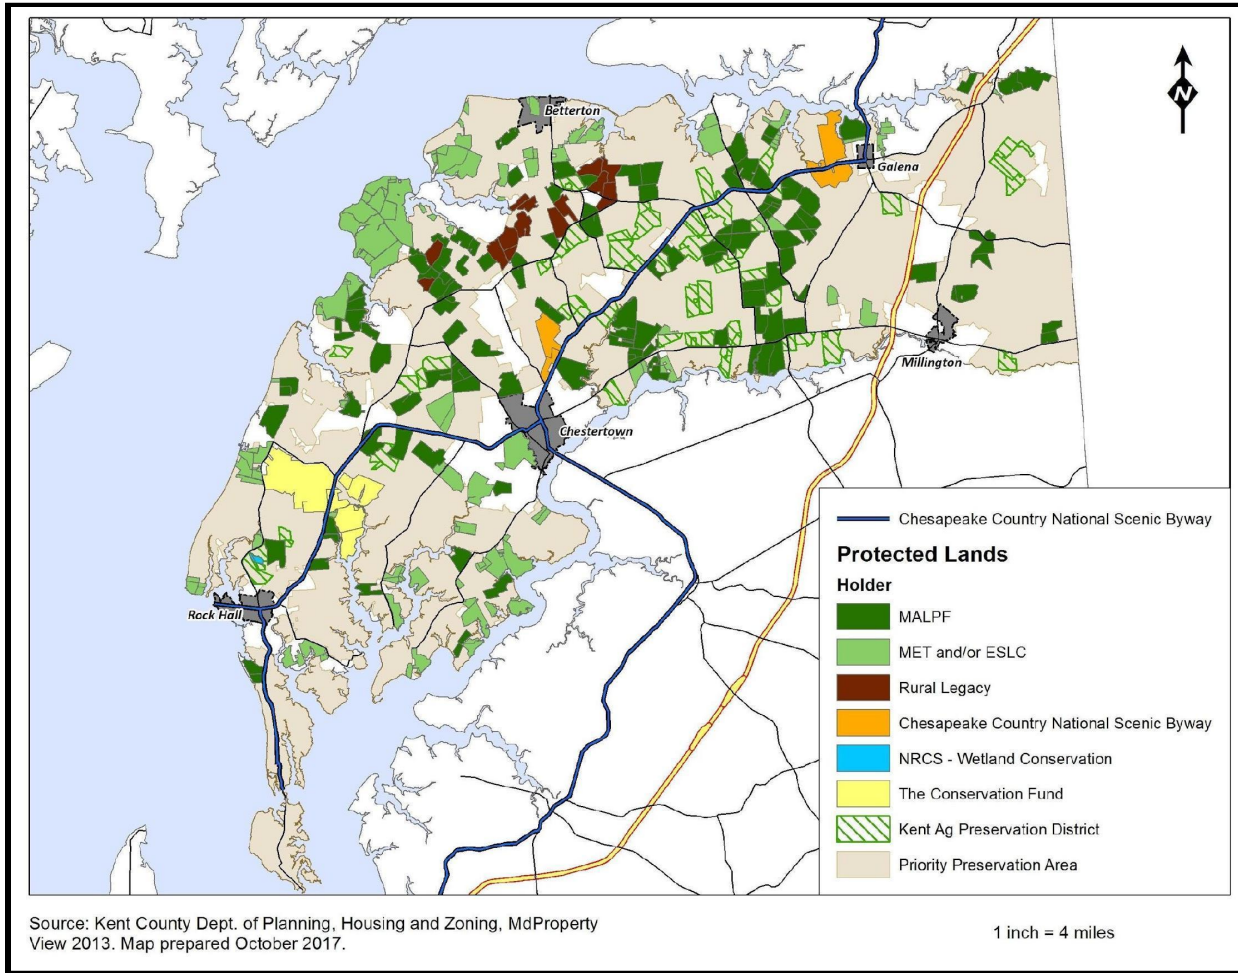 N
Betterton
Galena
Millington
Chestertown
Rock Hall
Chesapeake Country National Scenic Byway
Protected Lands
Holder
MALPF
MET and/or ESLC
Rural Legacy
Chesapeake Country National Scenic Byway
NRCS - Wetland Conservation
The Conservation Fund
Kent Ag Preservation District
Priority Preservation Area
Source: Kent County Dept. of Planning, Housing and Zoning, MdProperty
View 2013. Map prepared October 2017.
1 inch = 4 miles